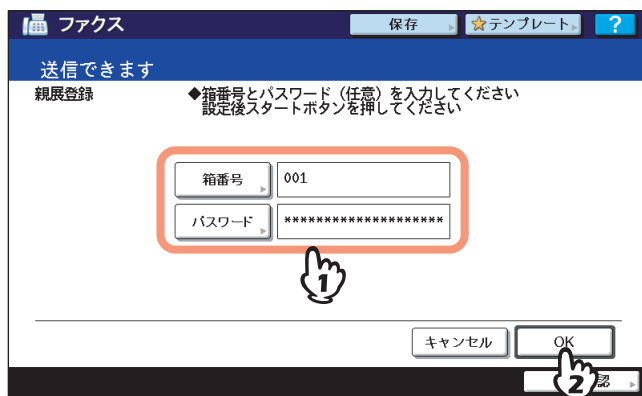 ファクス 保存 テンプレート ?
送信できます
親展登録 ◆箱番号とパスワード（任意）を入力してください
設定後スタートボタンを押してください
箱番号 001
パスワード ********************
1
キャンセル OK
2 認